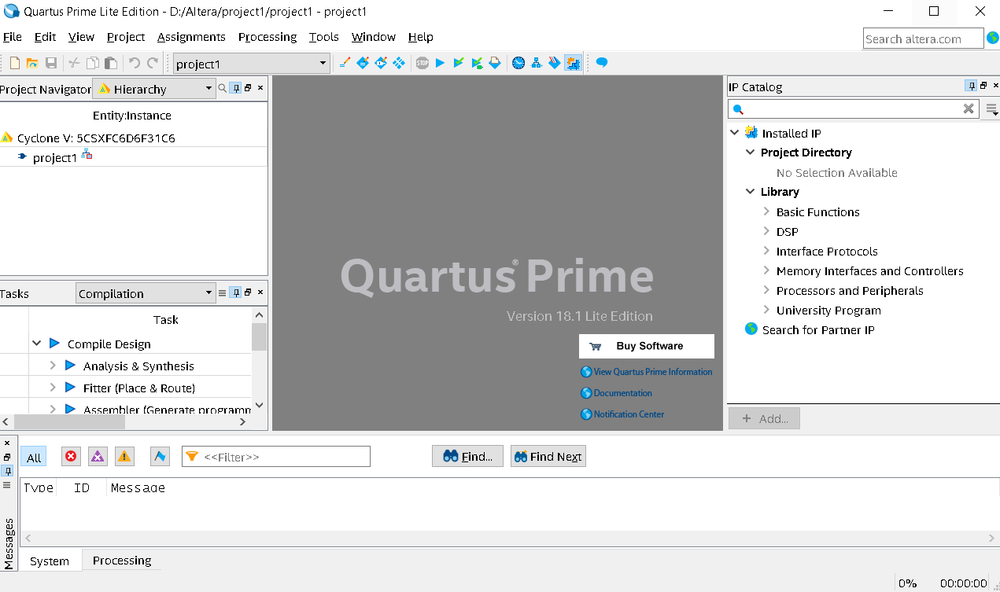 Quartus Prime Lite Edition - D:/Altera/project1/project1 - project1
File Edit View Project Assignments Processing Tools Window Help
Search altera.com
project1
STOP
Project Navigator Hierarchy
Entity:Instance
Cyclone V: 5CSXFC6D6F31C6
project1
Tasks Compilation
Task
Compile Design
Analysis & Synthesis
Fitter (Place & Route)
Assembler (Generate programm
Quartus® Prime
Version 18.1 Lite Edition
Buy Software
View Quartus Prime Information
Documentation
Notification Center
IP Catalog
Installed IP
Project Directory
No Selection Available
Library
Basic Functions
DSP
Interface Protocols
Memory Interfaces and Controllers
Processors and Peripherals
University Program
Search for Partner IP
+ Add...
All <<Filter>> Find... Find Next
Type ID Message
Messages
System Processing
0% 00:00:00